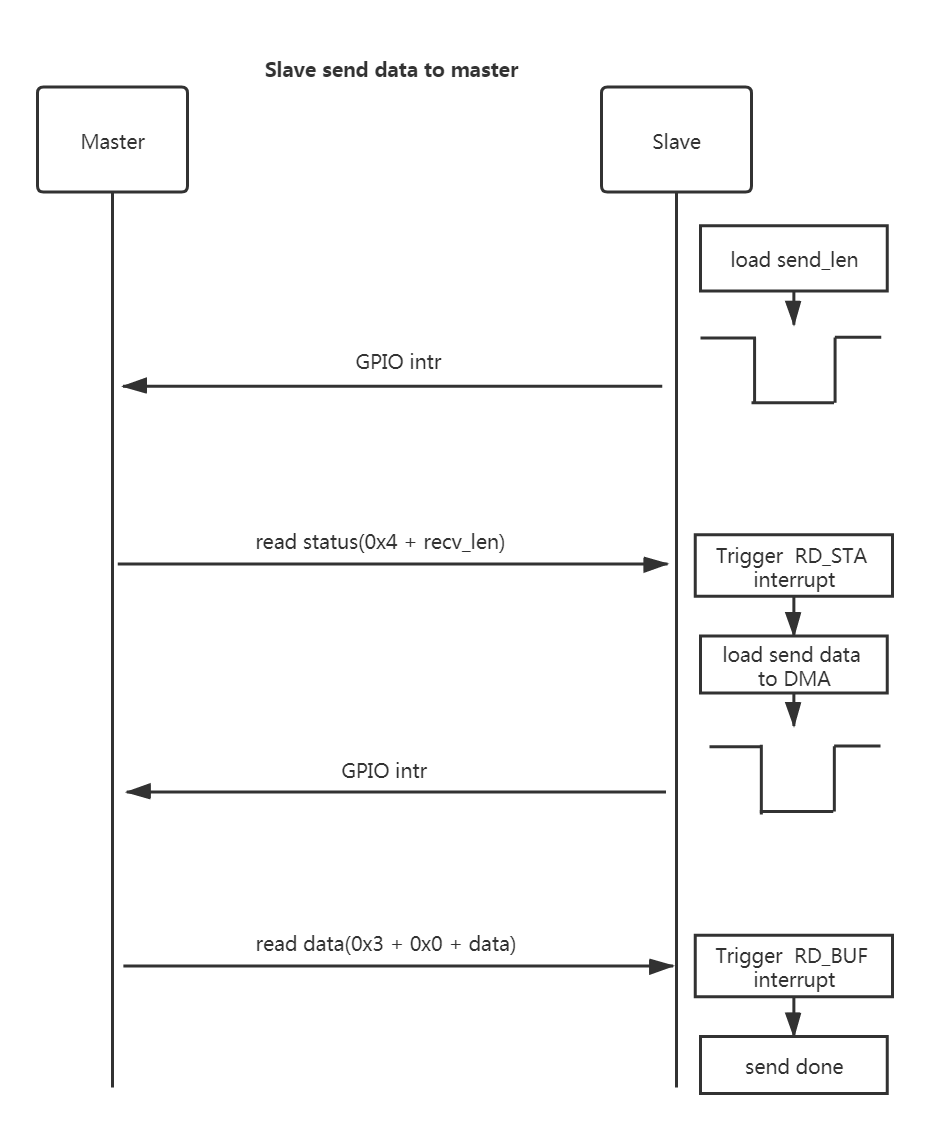 Slave send data to master
Master
Slave
load send_len
GPIO intr
read status(0x4 + recv_len)
Trigger  RD_STA
interrupt
load send data
to DMA
GPIO intr
read data(0x3 + 0x0 + data)
Trigger  RD_BUF
interrupt
send done